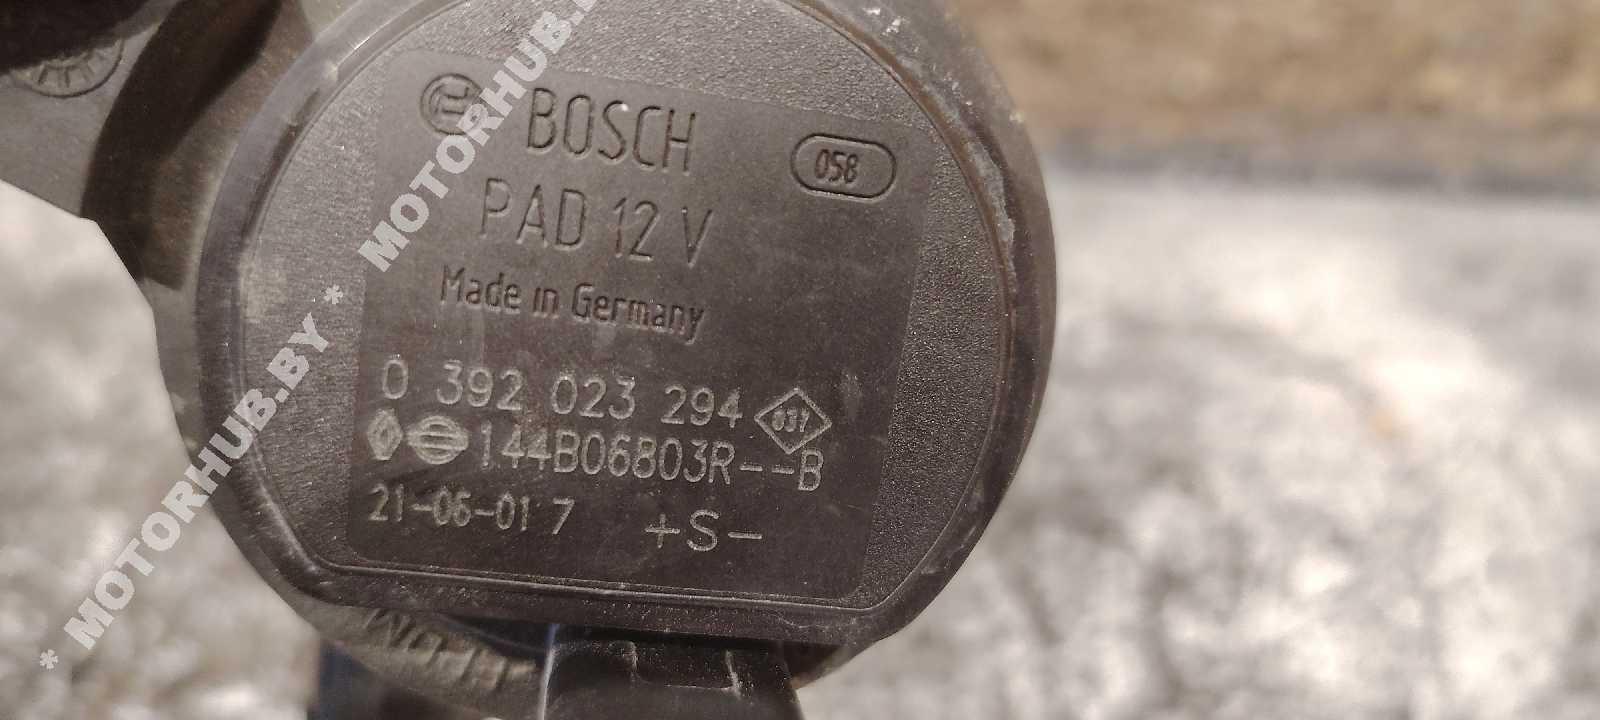 BOSCH
058
PAD 12 V
Made in Germany
0 392 023 294
837
144B06803R--B
21-06-01 7 +S-
* MOTORHUB.BY * MOTORHUB.